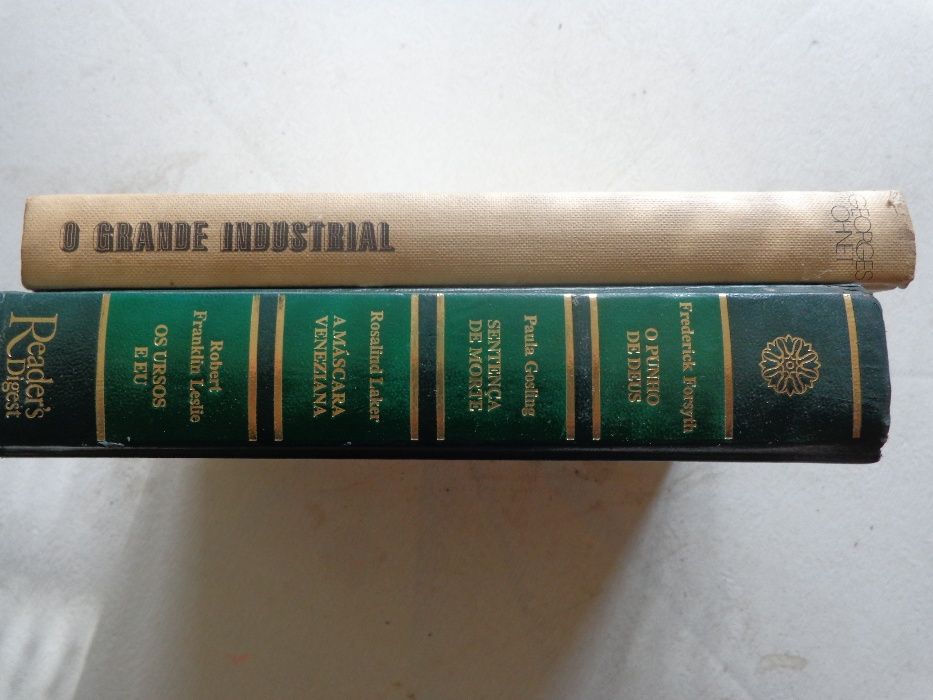 O GRANDE INDUSTRIAL
GEORGES
OHNET
Frederick Forsyth
O PUNHO
DE DEUS
Paula Gosling
SENTENÇA
DE MORTE
Rosalind Laker
A MÁSCARA
VENEZIANA
Robert
Franklin Leslie
OS URSOS
E EU
Reader's
Digest